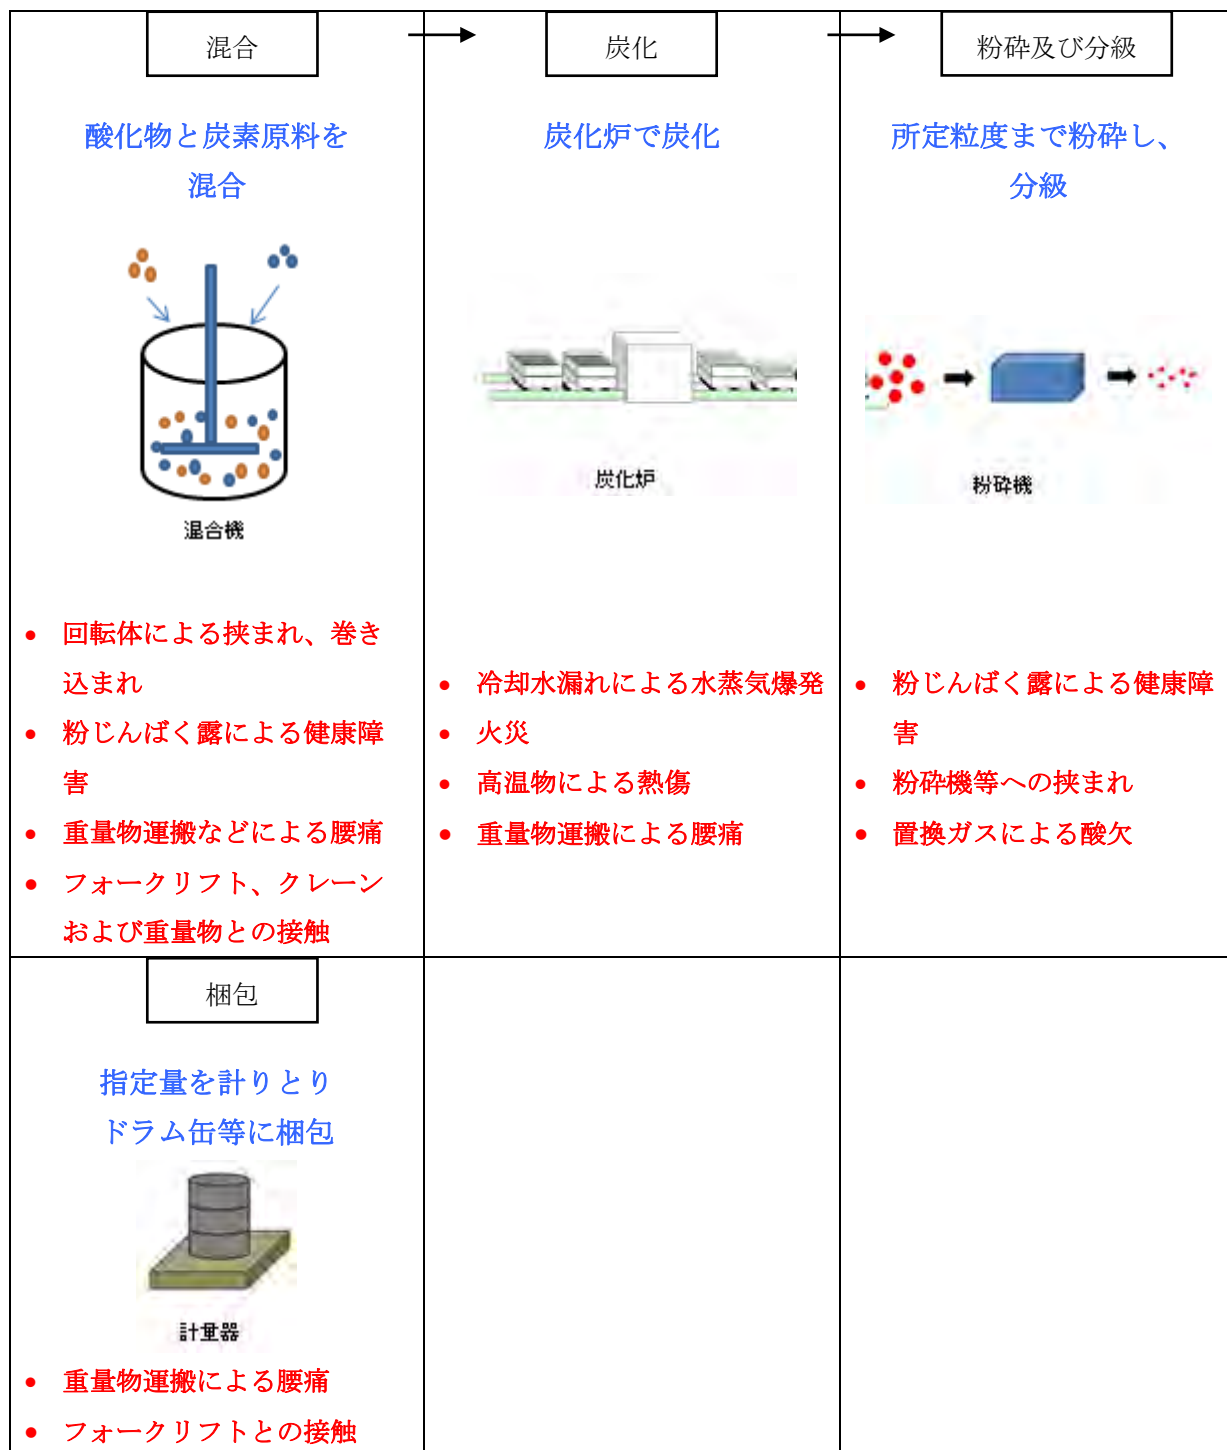 混合
酸化物と炭素原料を
混合
混合機
• 回転体による挟まれ、巻き
込まれ
• 粉じんばく露による健康障
害
• 重量物運搬などによる腰痛
• フォークリフト、クレーン
および重量物との接触
炭化
炭化炉で炭化
炭化炉
• 冷却水漏れによる水蒸気爆発
• 火災
• 高温物による熱傷
• 重量物運搬による腰痛
粉砕及び分級
所定粒度まで粉砕し、
分級
粉砕機
• 粉じんばく露による健康障
害
• 粉砕機等への挟まれ
• 置換ガスによる酸欠
梱包
指定量を計りとり
ドラム缶等に梱包
計量器
• 重量物運搬による腰痛
• フォークリフトとの接触